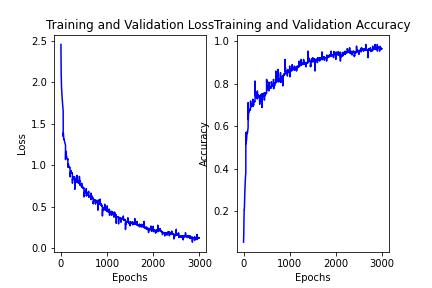 Training and Validation Loss
2.5
2.0
1.5
1.0
0.5
0.0
Loss
0 1000 2000 3000
Epochs
Training and Validation Accuracy
1.0
0.8
0.6
0.4
0.2
Accuracy
0 1000 2000 3000
Epochs